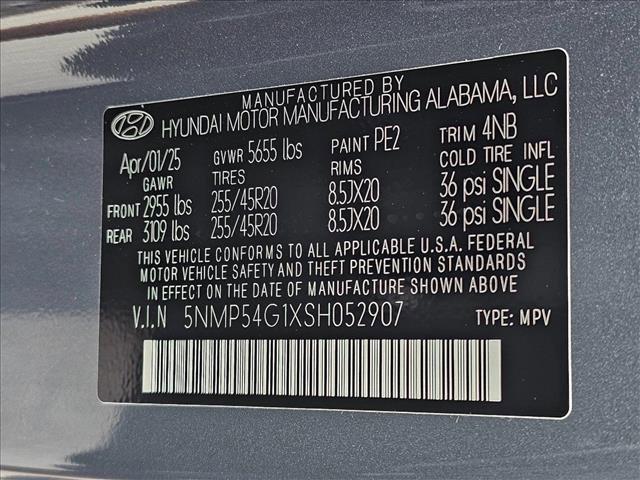 MANUFACTURED BY
HYUNDAI MOTOR MANUFACTURING ALABAMA, LLC
Apr/01/25 GVWR 5655 lbs PAINT PE2 TRIM 4NB
GAWR TIRES RIMS COLD TIRE INFL
FRONT 2955 lbs 255/45R20 8.5JX20 36 psi SINGLE
REAR 3109 lbs 255/45R20 8.5JX20 36 psi SINGLE
THIS VEHICLE CONFORMS TO ALL APPLICABLE U.S.A. FEDERAL
MOTOR VEHICLE SAFETY AND THEFT PREVENTION STANDARDS
IN EFFECT ON THE DATE OF MANUFACTURE SHOWN ABOVE.
V.I.N 5NMP54G1XSH052907 TYPE: MPV